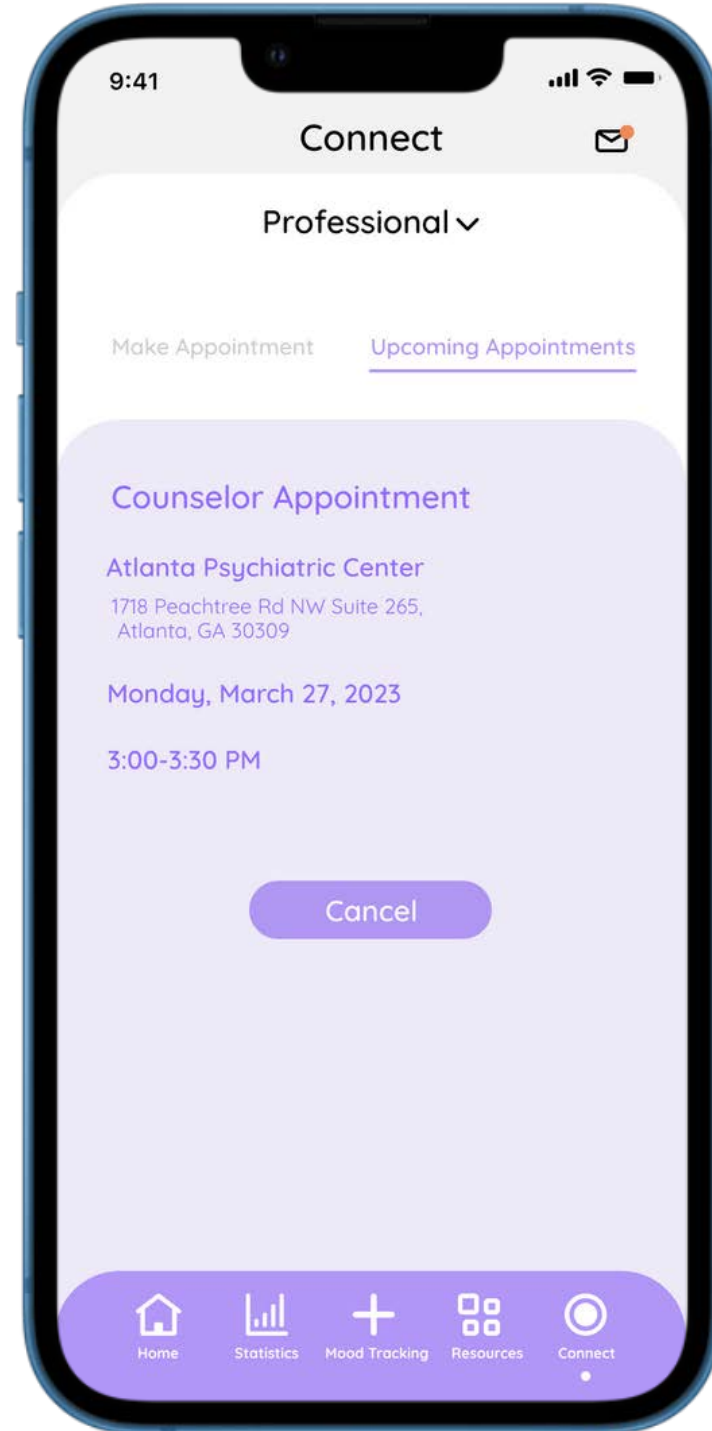 9:41
Connect
Professional
Make Appointment
Upcoming Appointments
Counselor Appointment
Atlanta Psychiatric Center
1718 Peachtree Rd NW Suite 265,
Atlanta, GA 30309
Monday, March 27, 2023
3:00-3:30 PM
Cancel
Home
Statistics
Mood Tracking
Resources
Connect